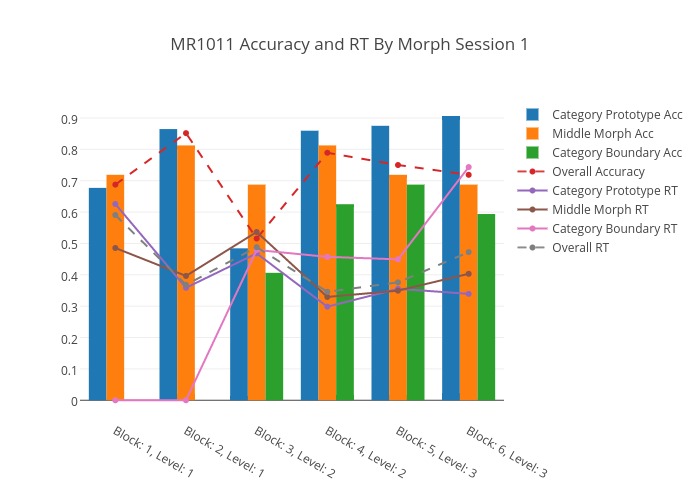 MR1011 Accuracy and RT By Morph Session 1
0.9
0.8
0.7
0.6
0.5
0.4
0.3
0.2
0.1
0
Block: 1, Level: 1
Block: 2, Level: 1
Block: 3, Level: 2
Block: 4, Level: 2
Block: 5, Level: 3
Block: 6, Level: 3
Category Prototype Acc
Middle Morph Acc
Category Boundary Acc
Overall Accuracy
Category Prototype RT
Middle Morph RT
Category Boundary RT
Overall RT